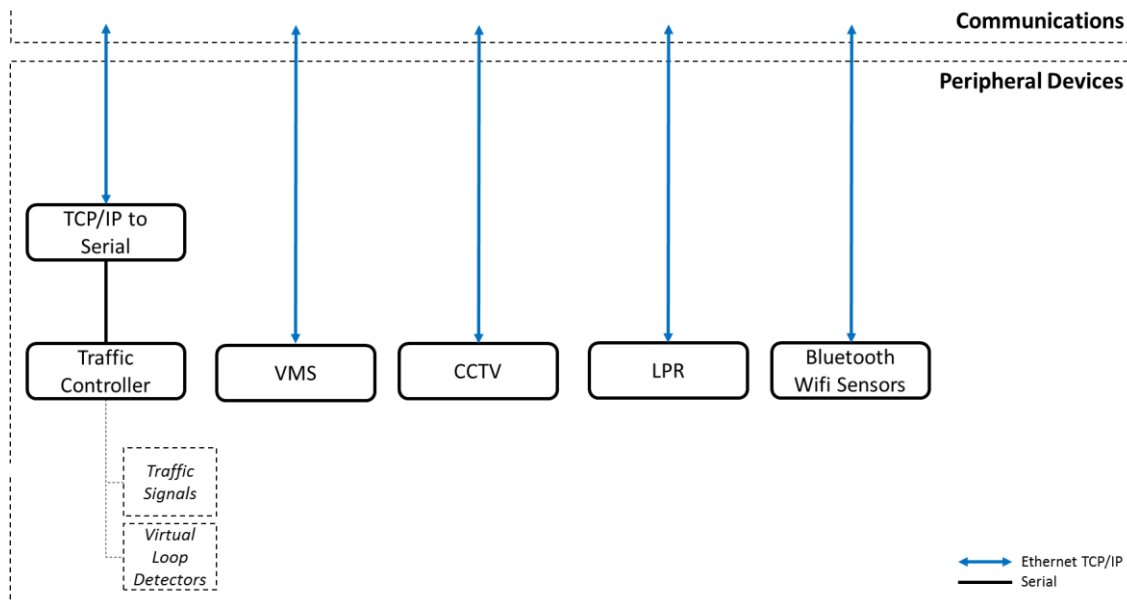 Communications
Peripheral Devices
TCP/IP to
Serial
Traffic
Controller
VMS
CCTV
LPR
Bluetooth
Wifi Sensors
Traffic
Signals
Virtual
Loop
Detectors
Ethernet TCP/IP
Serial